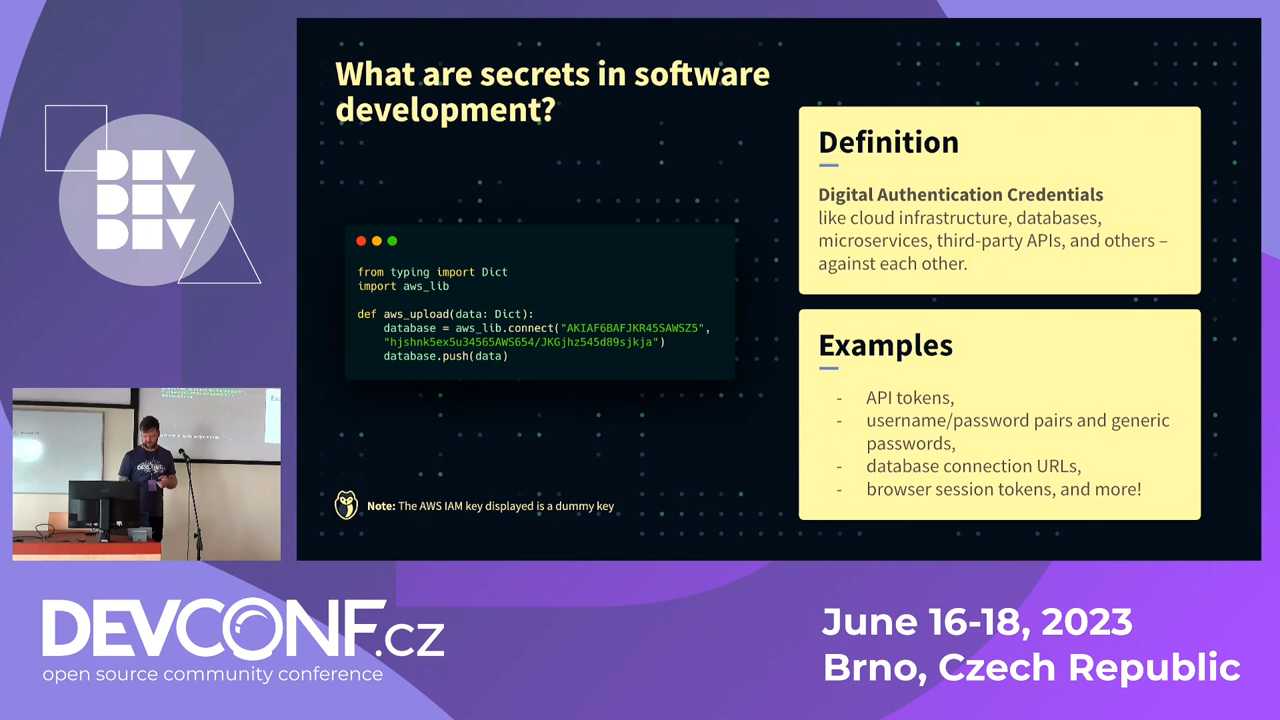 What are secrets in software
development?
from typing import Dict
import aws_lib
def aws_upload(data: Dict):
database = aws_lib.connect("AKIAF6BAFJKR45SAWSZ5",
"hjshnk5ex5u34565AWS654/JKGjhz545d89sjkja")
database.push(data)
Note: The AWS IAM key displayed is a dummy key
Definition
Digital Authentication Credentials
like cloud infrastructure, databases,
microservices, third-party APIs, and others –
against each other.
Examples
- API tokens,
- username/password pairs and generic
passwords,
- database connection URLs,
- browser session tokens, and more!
DEV
DEV
DEV
DEVCONF.CZ
open source community conference
June 16-18, 2023
Brno, Czech Republic